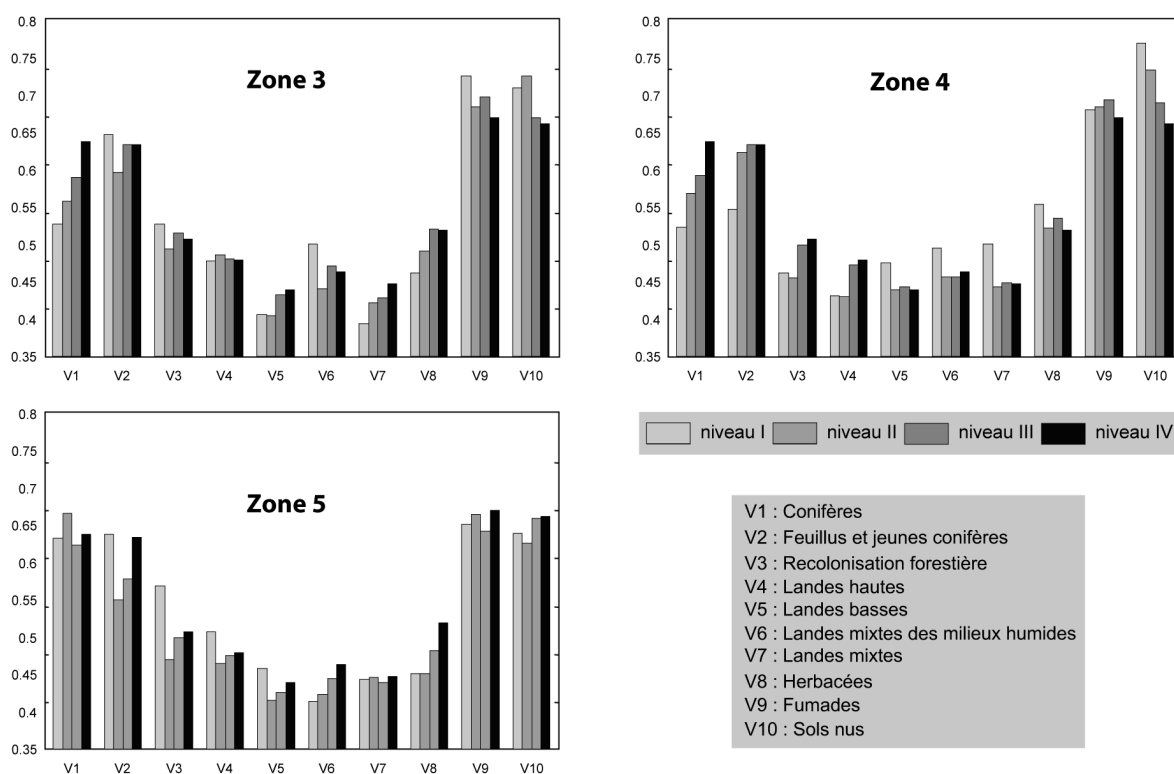 Zone 3
0.8
0.75
0.7
0.65
0.6
0.55
0.5
0.45
0.4
0.35
V1 V2 V3 V4 V5 V6 V7 V8 V9 V10
Zone 4
0.8
0.75
0.7
0.65
0.6
0.55
0.5
0.45
0.4
0.35
V1 V2 V3 V4 V5 V6 V7 V8 V9 V10
Zone 5
0.8
0.75
0.7
0.65
0.6
0.55
0.5
0.45
0.4
0.35
V1 V2 V3 V4 V5 V6 V7 V8 V9 V10
niveau I niveau II niveau III niveau IV
V1 : Conifères
V2 : Feuillus et jeunes conifères
V3 : Recolonisation forestière
V4 : Landes hautes
V5 : Landes basses
V6 : Landes mixtes des milieux humides
V7 : Landes mixtes
V8 : Herbacées
V9 : Fumades
V10 : Sols nus